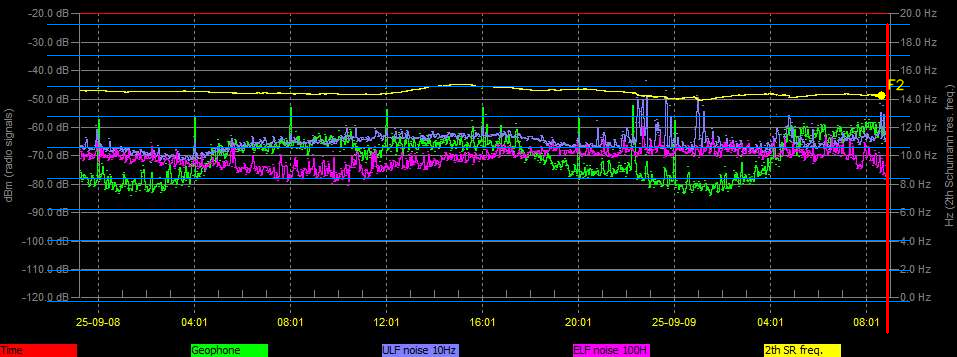 -20.0 dB 20.0 Hz
-30.0 dB 18.0 Hz
-40.0 dB 16.0 Hz
F2
-50.0 dB 14.0 Hz
-60.0 dB 12.0 Hz
-70.0 dB 10.0 Hz
-80.0 dB 8.0 Hz
-90.0 dB 6.0 Hz
-100.0 dB 4.0 Hz
-110.0 dB 2.0 Hz
-120.0 dB 0.0 Hz
dBm (radio signals)
Hz (2th Schumann res. freq.)
25-09-08 04:01 08:01 12:01 16:01 20:01 25-09-09 04:01 08:01
Time Geophone ULF noise 10Hz ELF noise 100H 2th SR freq.